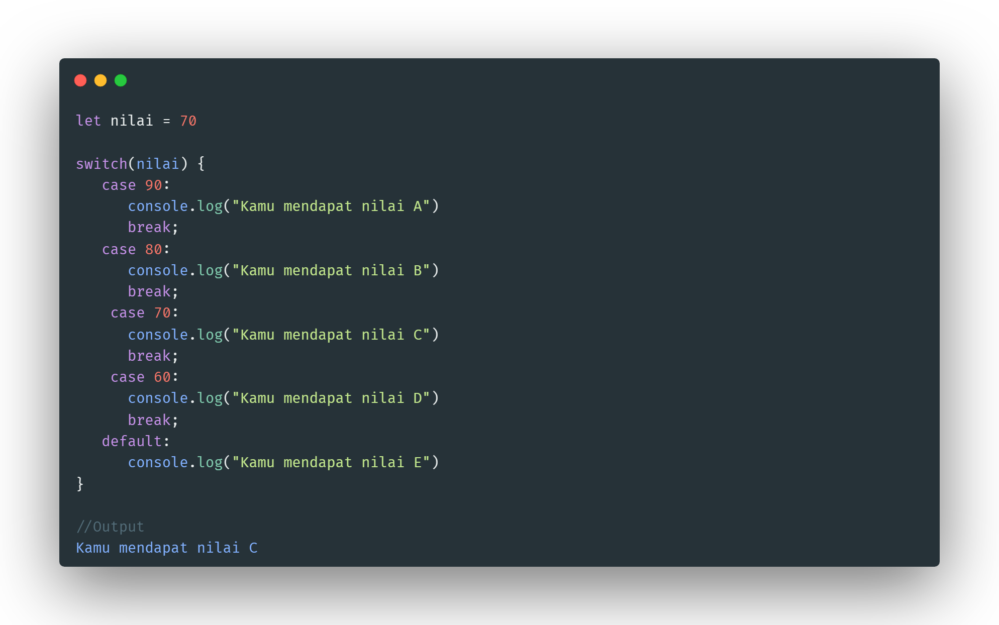 let nilai = 70
switch(nilai) {
   case 90:
      console.log("Kamu mendapat nilai A")
      break;
   case 80:
      console.log("Kamu mendapat nilai B")
      break;
    case 70:
      console.log("Kamu mendapat nilai C")
      break;
    case 60:
      console.log("Kamu mendapat nilai D")
      break;
   default:
      console.log("Kamu mendapat nilai E")
}
//Output
Kamu mendapat nilai C